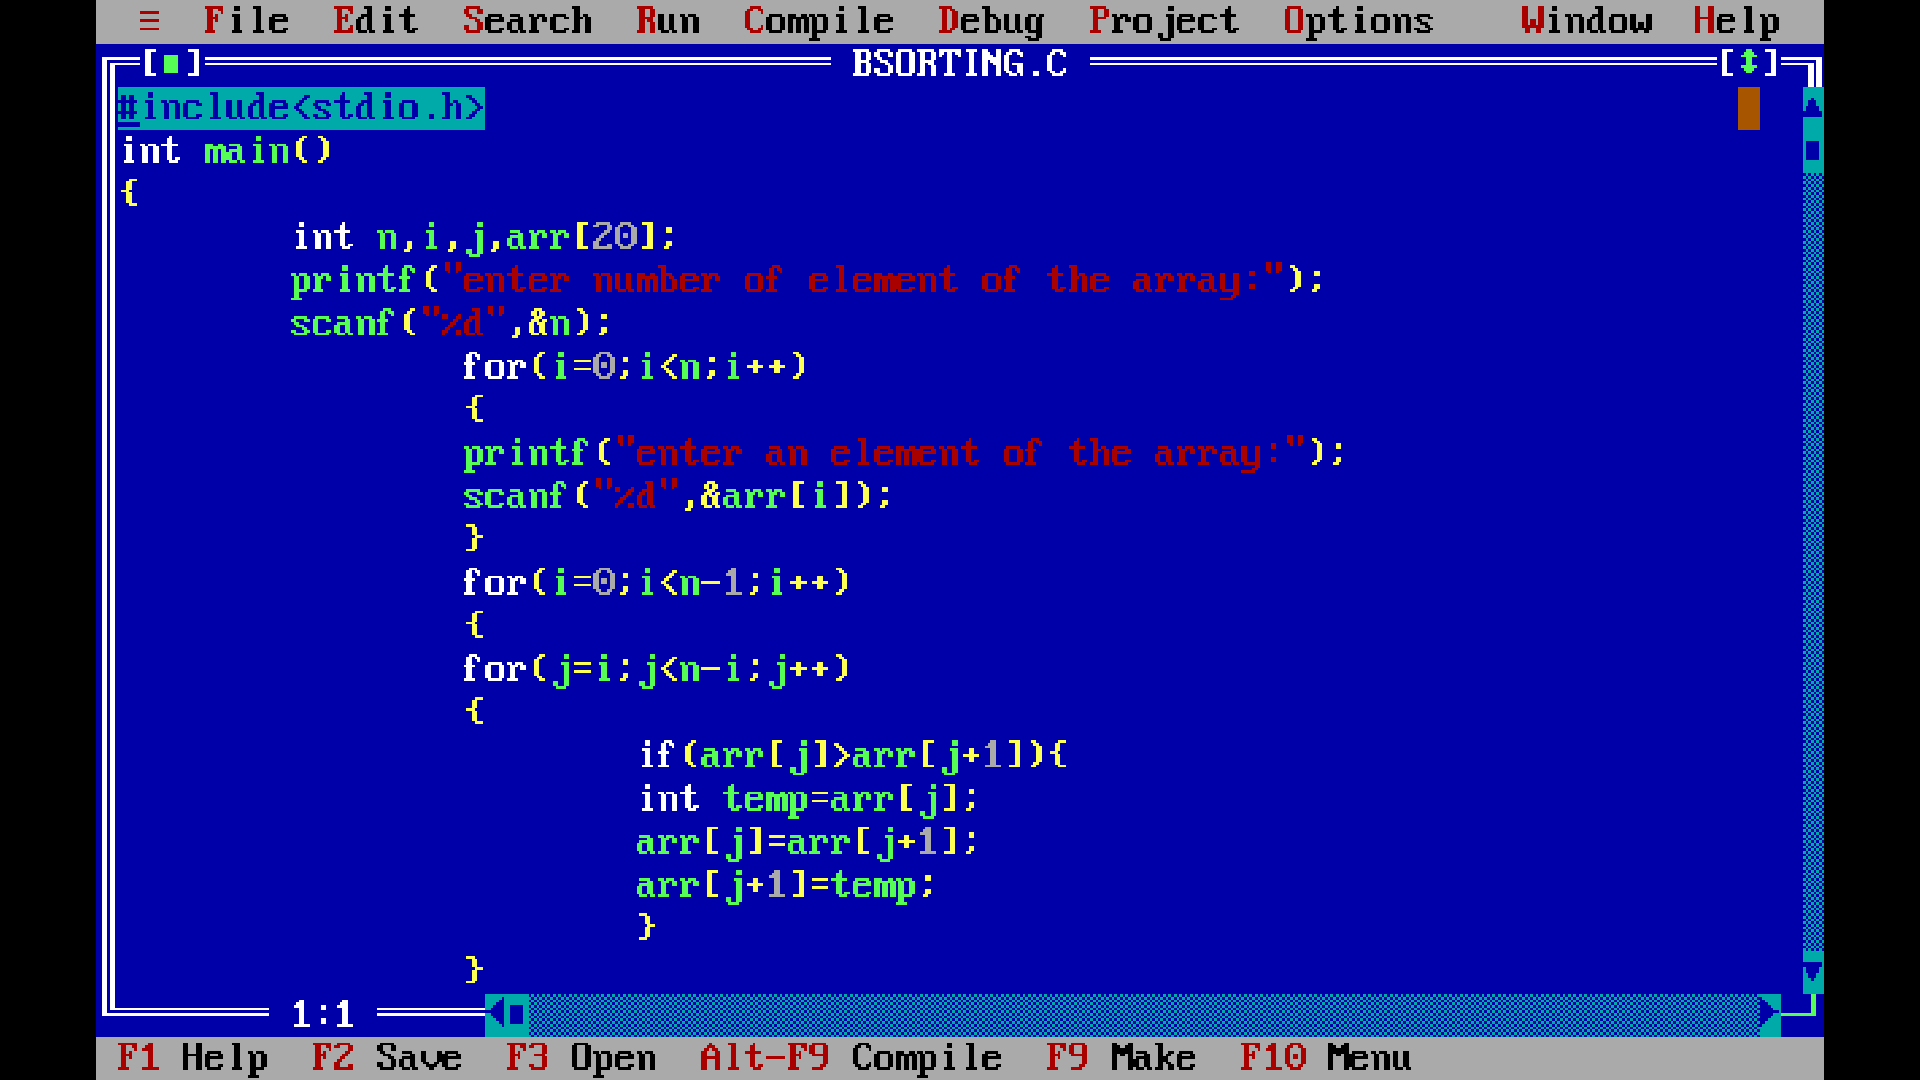 ≡ File Edit Search Run Compile Debug Project Options Window Help
[■] BSORTING.C [↕]
#include<stdio.h>
int main()
{
int n,i,j,arr[20];
printf("enter number of element of the array:");
scanf("%d",&n);
for(i=0;i<n;i++)
{
printf("enter an element of the array:");
scanf("%d",&arr[i]);
}
for(i=0;i<n-1;i++)
{
for(j=i;j<n-i;j++)
{
if(arr[j]>arr[j+1]){
int temp=arr[j];
arr[j]=arr[j+1];
arr[j+1]=temp;
}
}
1:1
F1 Help F2 Save F3 Open Alt-F9 Compile F9 Make F10 Menu